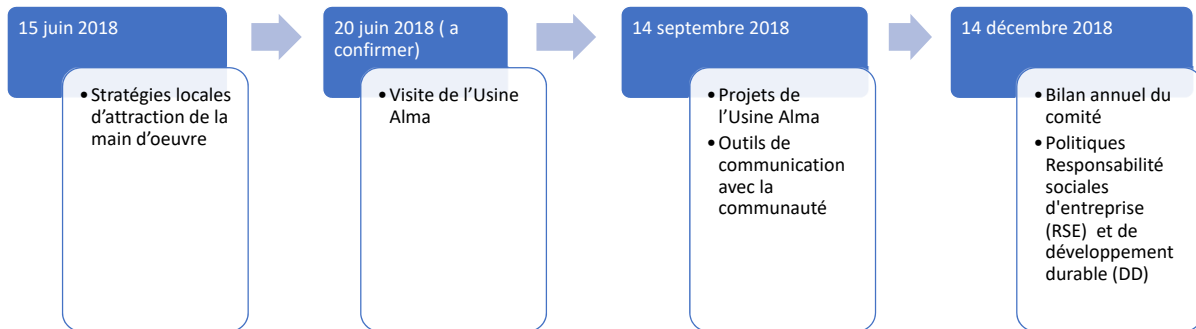 15 juin 2018
• Stratégies locales
d'attraction de la
main d'oeuvre
20 juin 2018 ( a
confirmer)
• Visite de l'Usine
Alma
14 septembre 2018
• Projets de
l'Usine Alma
• Outils de
communication
avec la
communauté
14 décembre 2018
• Bilan annuel du
comité
• Politiques
Responsabilité
sociales
d'entreprise
(RSE)  et de
développement
durable (DD)